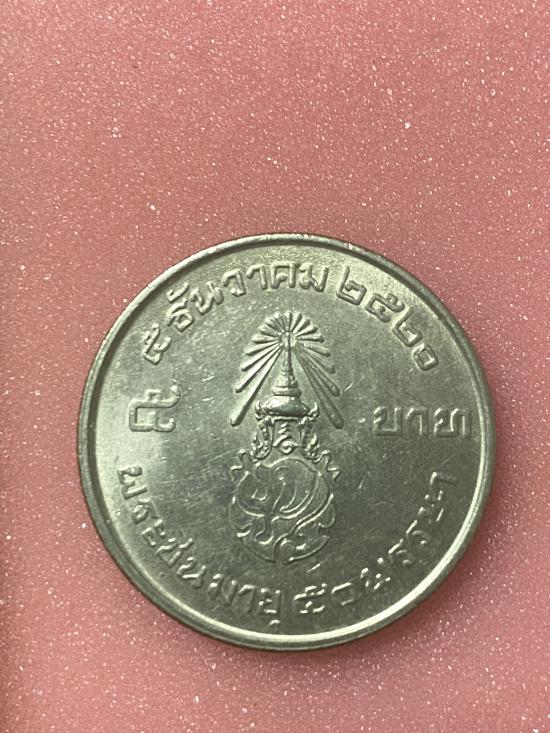 ๕ ธันวาคม ๒๕๒๐
๕ บาท
พระชนมายุ ๕๐ พรรษา